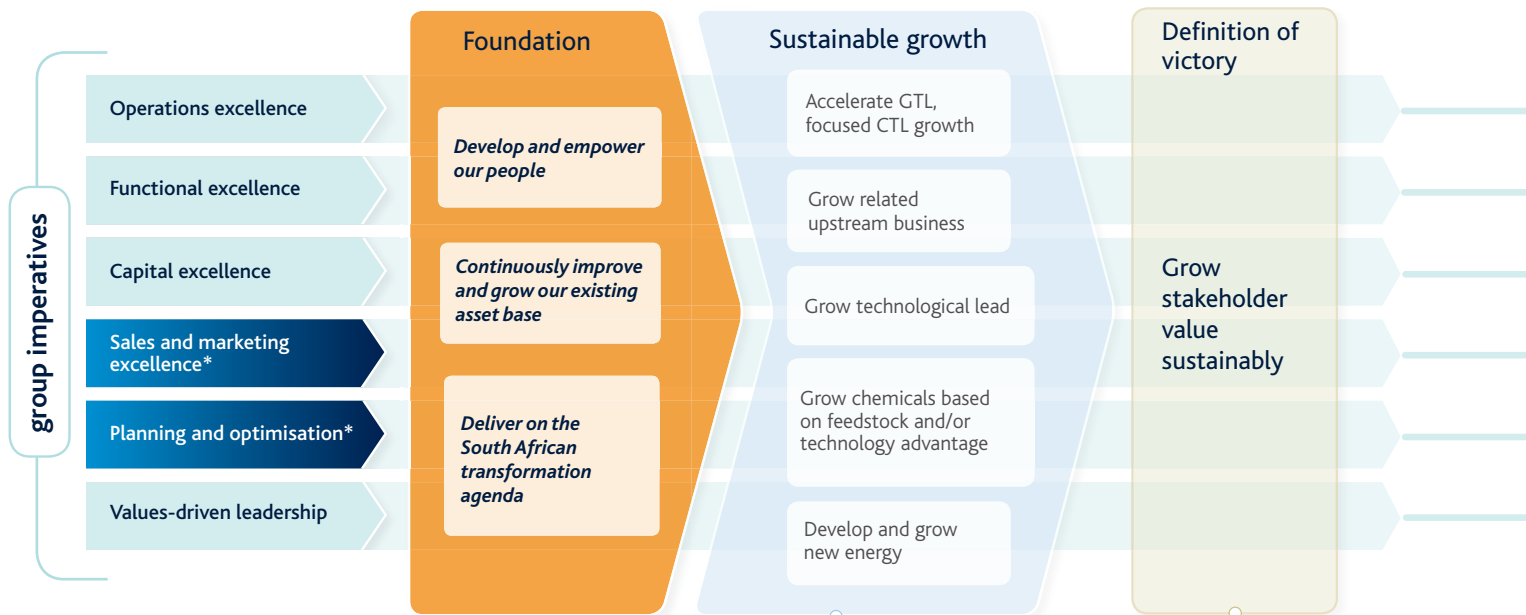 group imperatives
Operations excellence
Functional excellence
Capital excellence
Sales and marketing
excellence*
Planning and optimisation*
Values-driven leadership
Foundation
Develop and empower
our people
Continuously improve
and grow our existing
asset base
Deliver on the
South African
transformation
agenda
Sustainable growth
Accelerate GTL,
focused CTL growth
Grow related
upstream business
Grow technological lead
Grow chemicals based
on feedstock and/or
technology advantage
Develop and grow
new energy
Definition of
victory
Grow
stakeholder
value
sustainably